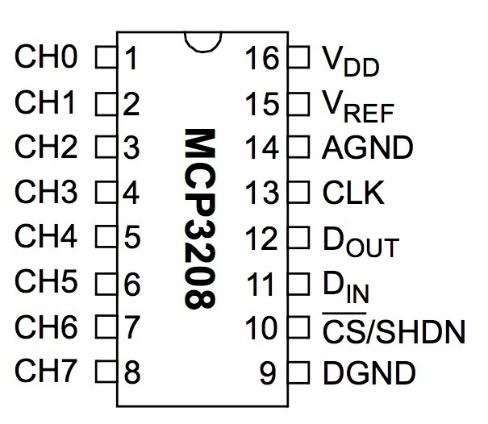 CH0 1 16 VDD
CH1 2 15 VREF
CH2 3 14 AGND
CH3 4 13 CLK
CH4 5 12 DOUT
CH5 6 11 DIN
CH6 7 10 C̅S̅/SHDN
CH7 8 9 DGND
MCP3208